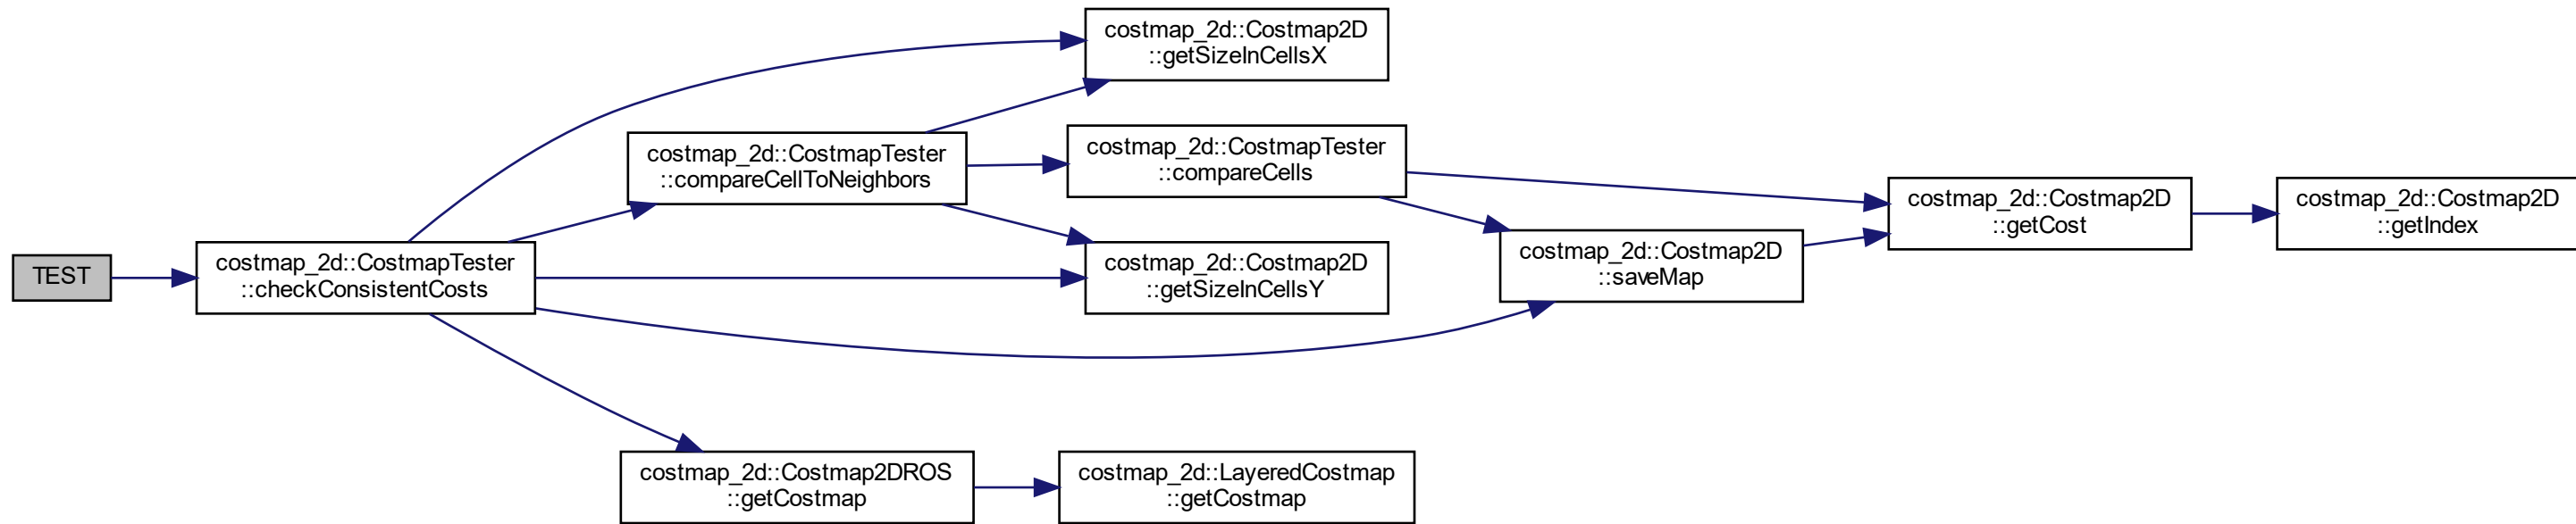 TEST
costmap_2d::CostmapTester
::checkConsistentCosts
costmap_2d::Costmap2D
::getSizeInCellsX
costmap_2d::CostmapTester
::compareCellToNeighbors
costmap_2d::CostmapTester
::compareCells
costmap_2d::Costmap2D
::getSizeInCellsY
costmap_2d::Costmap2D
::saveMap
costmap_2d::Costmap2D
::getCost
costmap_2d::Costmap2D
::getIndex
costmap_2d::Costmap2DROS
::getCostmap
costmap_2d::LayeredCostmap
::getCostmap